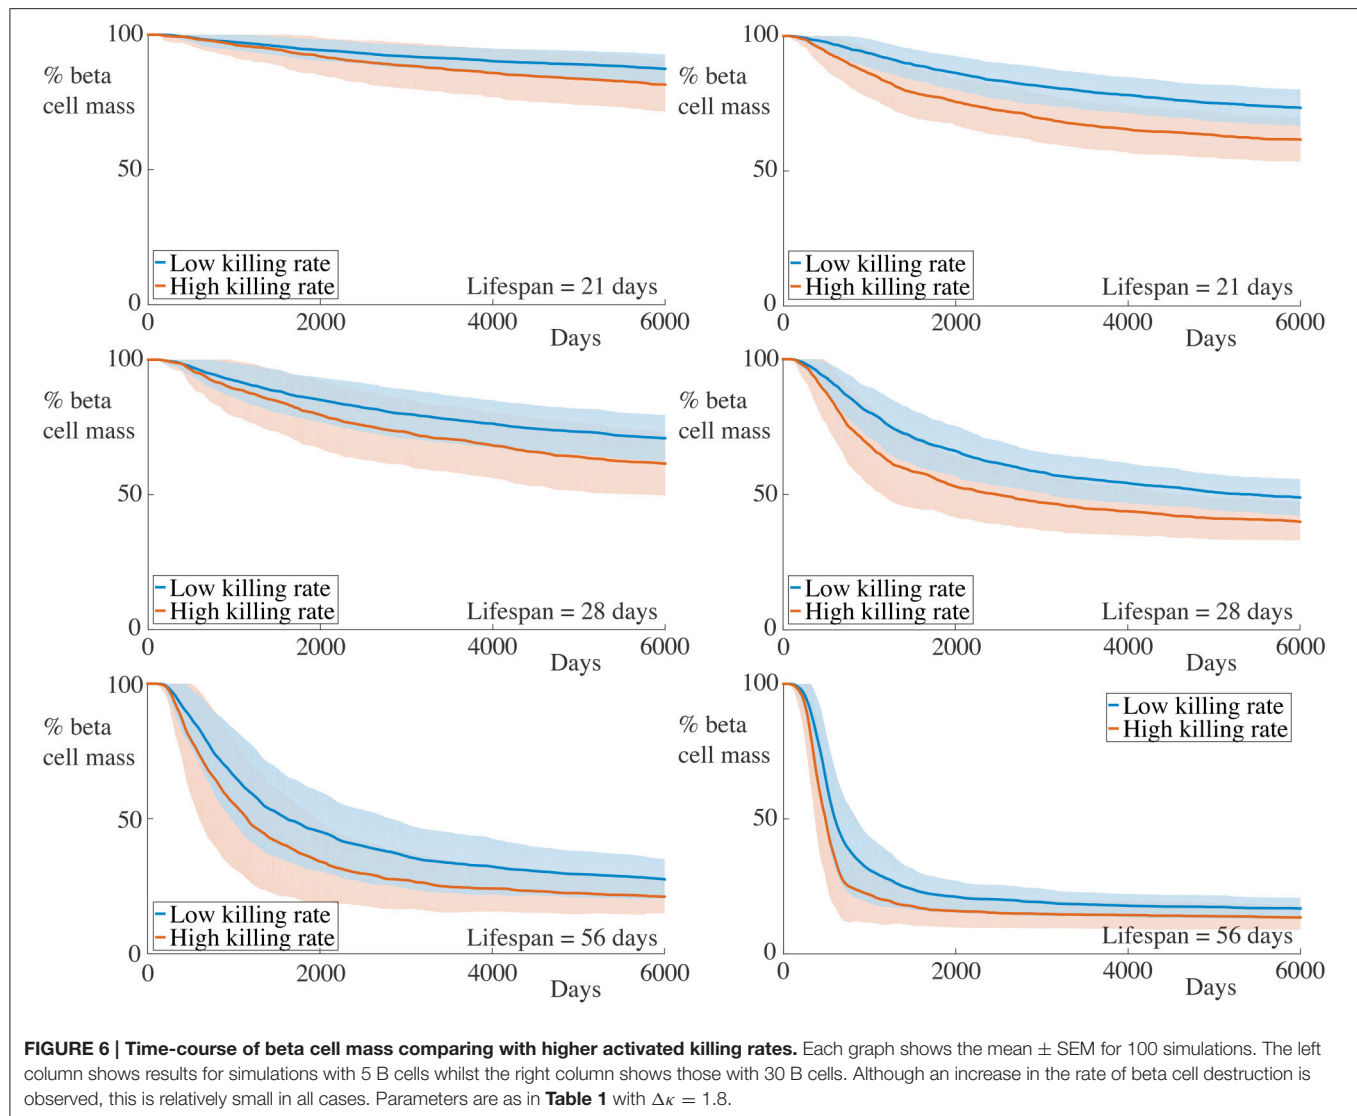 100
% beta
cell mass
50
0
Low killing rate
High killing rate
Lifespan = 21 days
0
2000
4000
6000
Days
100
% beta
cell mass
50
0
Low killing rate
High killing rate
Lifespan = 21 days
0
2000
4000
6000
Days
100
% beta
cell mass
50
0
Low killing rate
High killing rate
Lifespan = 28 days
0
2000
4000
6000
Days
100
% beta
cell mass
50
0
Low killing rate
High killing rate
Lifespan = 28 days
0
2000
4000
6000
Days
100
% beta
cell mass
50
0
Low killing rate
High killing rate
Lifespan = 56 days
0
2000
4000
6000
Days
100
% beta
cell mass
50
0
Low killing rate
High killing rate
Lifespan = 56 days
0
2000
4000
6000
Days
FIGURE 6 | Time-course of beta cell mass comparing with higher activated killing rates. Each graph shows the mean ± SEM for 100 simulations. The left
column shows results for simulations with 5 B cells whilst the right column shows those with 30 B cells. Although an increase in the rate of beta cell destruction is
observed, this is relatively small in all cases. Parameters are as in Table 1 with Δκ = 1.8.